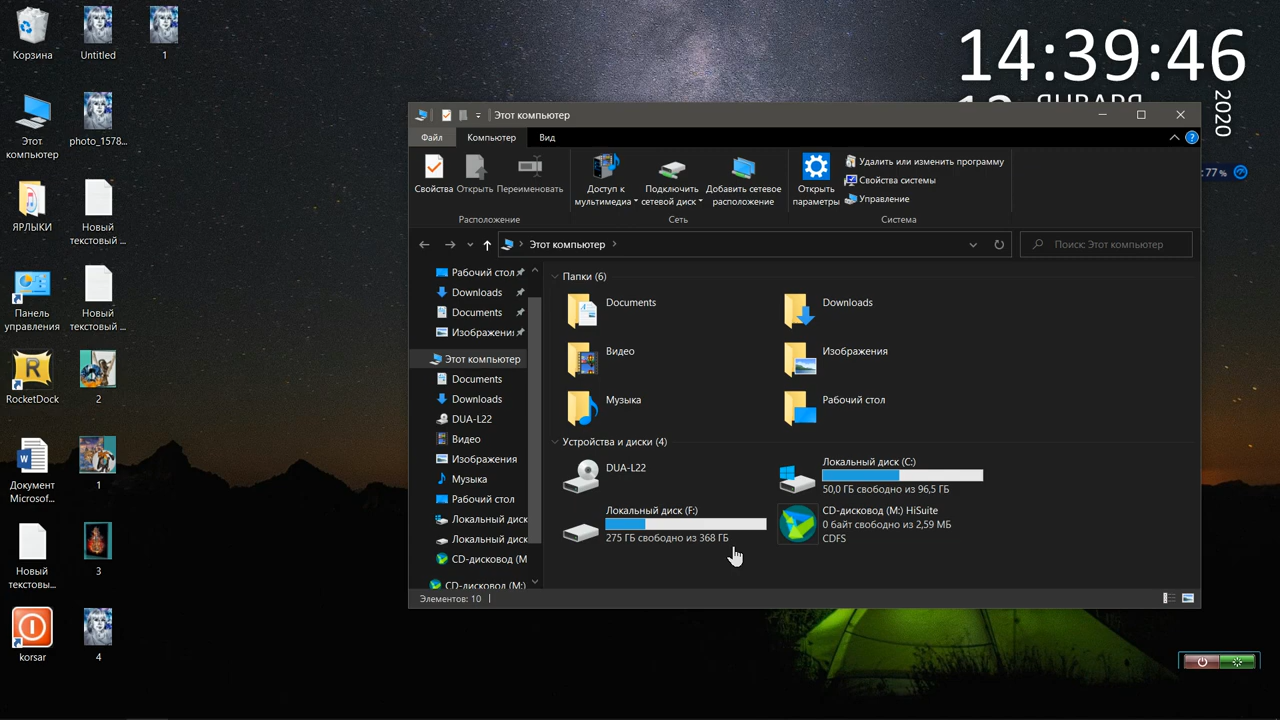 Корзина
Untitled
1
Этот
компьютер
photo_1578...
ЯРЛЫКИ
Новый
текстовый ...
Панель
управления
Новый
текстовый ...
RocketDock
2
Документ
Microsof...
1
Новый
текстовы...
3
korsar
4
14:39:46
ЯНВАРЯ
2020
: 77 %
Этот компьютер
Файл
Компьютер
Вид
Свойства
Открыть
Переименовать
Расположение
Доступ к
мультимедиа
Подключить
сетевой диск
Добавить сетевое
расположение
Сеть
Открыть
параметры
Удалить или изменить программу
Свойства системы
Управление
Система
Этот компьютер
Поиск: Этот компьютер
Рабочий стол
Downloads
Documents
Изображения
Этот компьютер
Documents
Downloads
DUA-L22
Видео
Изображения
Музыка
Рабочий стол
Локальный диск
Локальный диск
CD-дисковод (M
CD-дисковод (M:)
Папки (6)
Documents
Downloads
Видео
Изображения
Музыка
Рабочий стол
Устройства и диски (4)
DUA-L22
Локальный диск (C:)
50,0 ГБ свободно из 96,5 ГБ
Локальный диск (F:)
275 ГБ свободно из 368 ГБ
CD-дисковод (M:) HiSuite
0 байт свободно из 2,59 МБ
CDFS
Элементов: 10